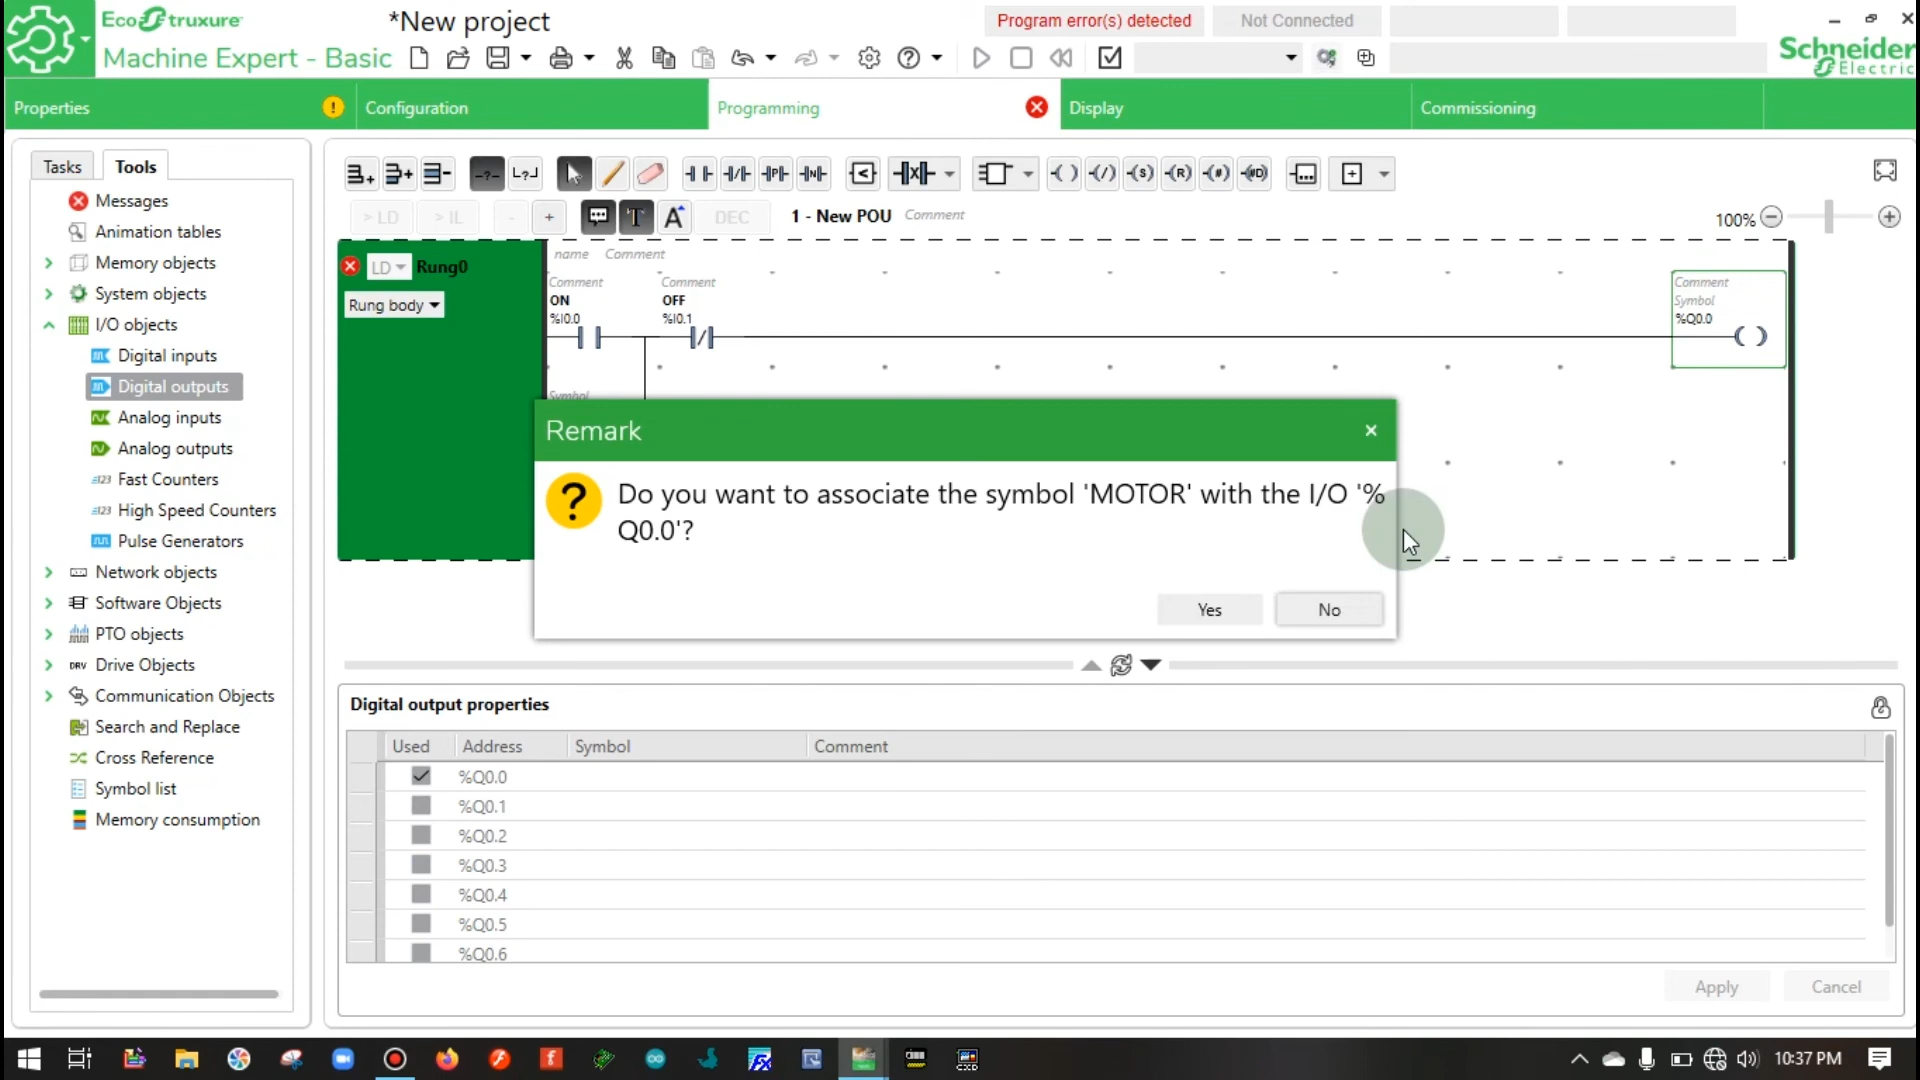 EcoStruxure
Machine Expert - Basic
*New project
Program error(s) detected
Not Connected
Schneider
Electric
Properties
Configuration
Programming
Display
Commissioning
Tasks
Tools
Messages
Animation tables
Memory objects
System objects
I/O objects
Digital inputs
Digital outputs
Analog inputs
Analog outputs
Fast Counters
High Speed Counters
Pulse Generators
Network objects
Software Objects
PTO objects
DRV Drive Objects
Communication Objects
Search and Replace
Cross Reference
Symbol list
Memory consumption
> LD
> IL
-
+
DEC
1 - New POU
Comment
100%
LD
Rung0
Rung body
name Comment
Comment
ON
%I0.0
Comment
OFF
%I0.1
Comment
Symbol
%Q0.0
Symbol
Remark
Do you want to associate the symbol 'MOTOR' with the I/O '%
Q0.0'?
Yes
No
Digital output properties
Used Address Symbol Comment
%Q0.0
%Q0.1
%Q0.2
%Q0.3
%Q0.4
%Q0.5
%Q0.6
Apply
Cancel
10:37 PM